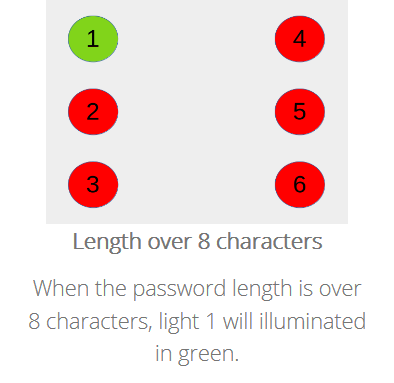 1 4
2 5
3 6
Length over 8 characters
When the password length is over
8 characters, light 1 will illuminated
in green.